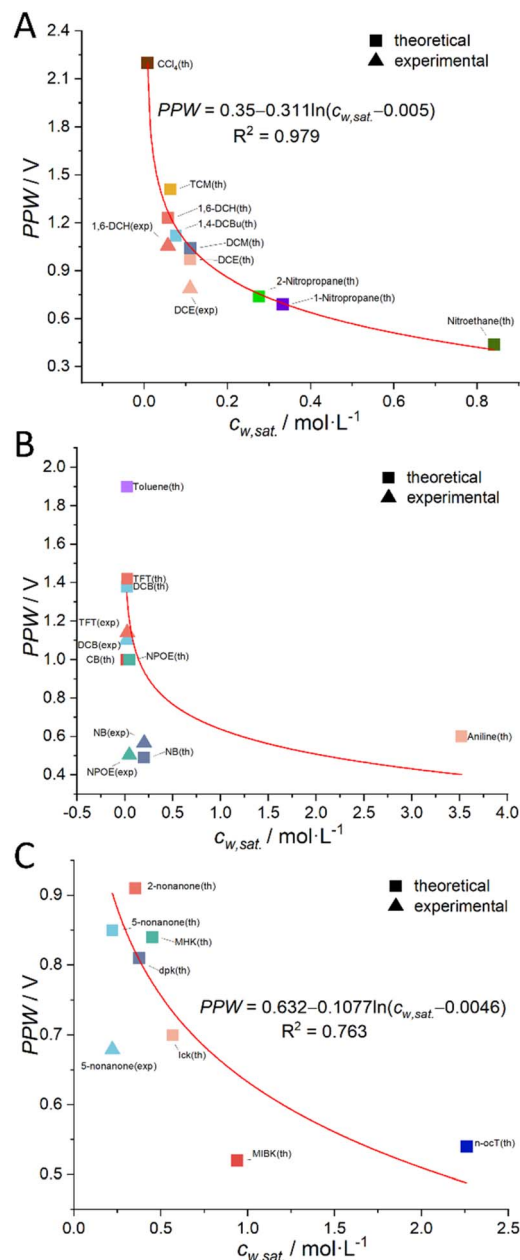 A
theoretical
experimental
CCl₄(th)
PPW = 0.35–0.311ln(c_w,sat.–0.005)
R² = 0.979
TCM(th)
1,6-DCH(th)
1,6-DCH(exp)
1,4-DCBu(th)
DCM(th)
DCE(th)
DCE(exp)
2-Nitropropane(th)
1-Nitropropane(th)
Nitroethane(th)
PPW / V
2.4
2.1
1.8
1.5
1.2
0.9
0.6
0.3
0.0 0.2 0.4 0.6 0.8
c_w,sat. / mol·L⁻¹
B
theoretical
experimental
Toluene(th)
TFT(th)
DCB(th)
TFT(exp)
DCB(exp)
CB(th)
NPOE(th)
NB(exp)
NB(th)
NPOE(exp)
Aniline(th)
PPW / V
2.0
1.8
1.6
1.4
1.2
1.0
0.8
0.6
0.4
-0.5 0.0 0.5 1.0 1.5 2.0 2.5 3.0 3.5 4.0
c_w,sat. / mol·L⁻¹
C
theoretical
experimental
2-nonanone(th)
5-nonanone(th)
MHK(th)
dpk(th)
PPW = 0.632–0.1077ln(c_w,sat.–0.0046)
R² = 0.763
Ick(th)
5-nonanone(exp)
MIBK(th)
n-ocT(th)
PPW / V
0.9
0.8
0.7
0.6
0.5
0.0 0.5 1.0 1.5 2.0 2.5
c_w,sat. / mol·L⁻¹